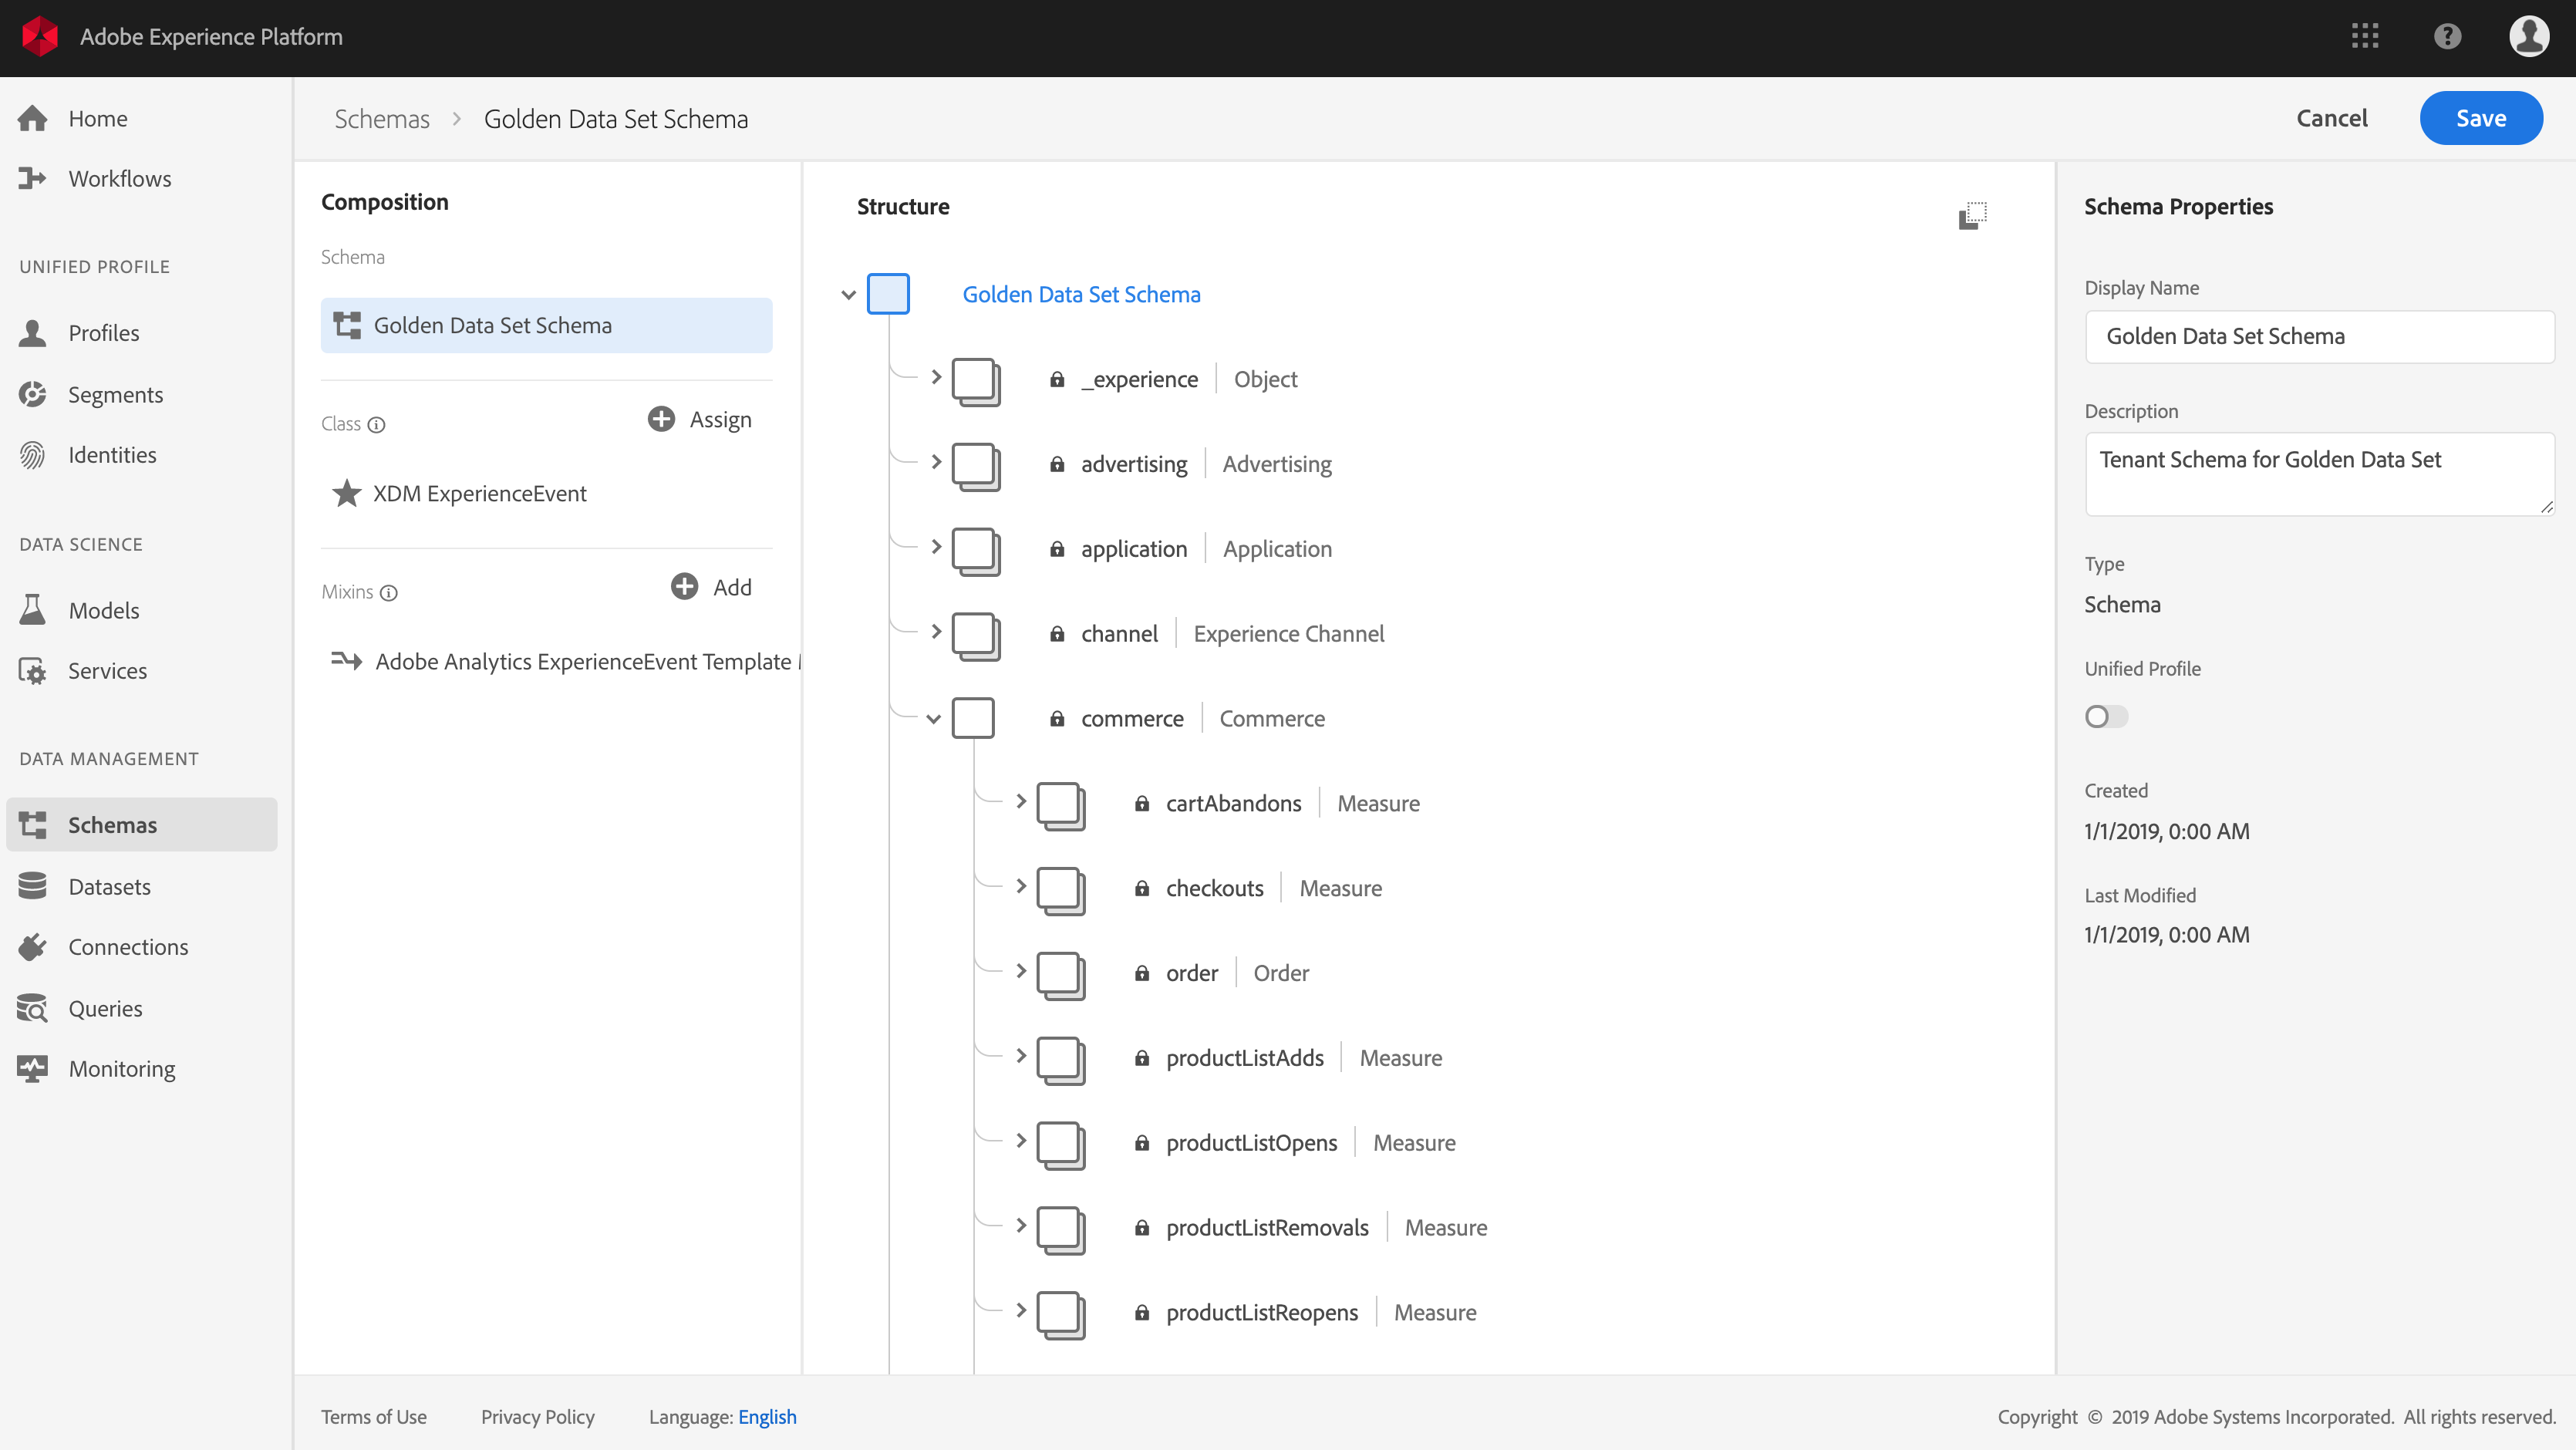 Adobe Experience Platform
Home
Workflows
UNIFIED PROFILE
Profiles
Segments
Identities
DATA SCIENCE
Models
Services
DATA MANAGEMENT
Schemas
Datasets
Connections
Queries
Monitoring
Schemas > Golden Data Set Schema
Cancel
Save
Composition
Schema
Golden Data Set Schema
Class
Assign
XDM ExperienceEvent
Mixins
Add
Adobe Analytics ExperienceEvent Template
Structure
Golden Data Set Schema
_experience | Object
advertising | Advertising
application | Application
channel | Experience Channel
commerce | Commerce
cartAbandons | Measure
checkouts | Measure
order | Order
productListAdds | Measure
productListOpens | Measure
productListRemovals | Measure
productListReopens | Measure
Schema Properties
Display Name
Golden Data Set Schema
Description
Tenant Schema for Golden Data Set
Type
Schema
Unified Profile
Created
1/1/2019, 0:00 AM
Last Modified
1/1/2019, 0:00 AM
Terms of Use
Privacy Policy
Language: English
Copyright © 2019 Adobe Systems Incorporated. All rights reserved.